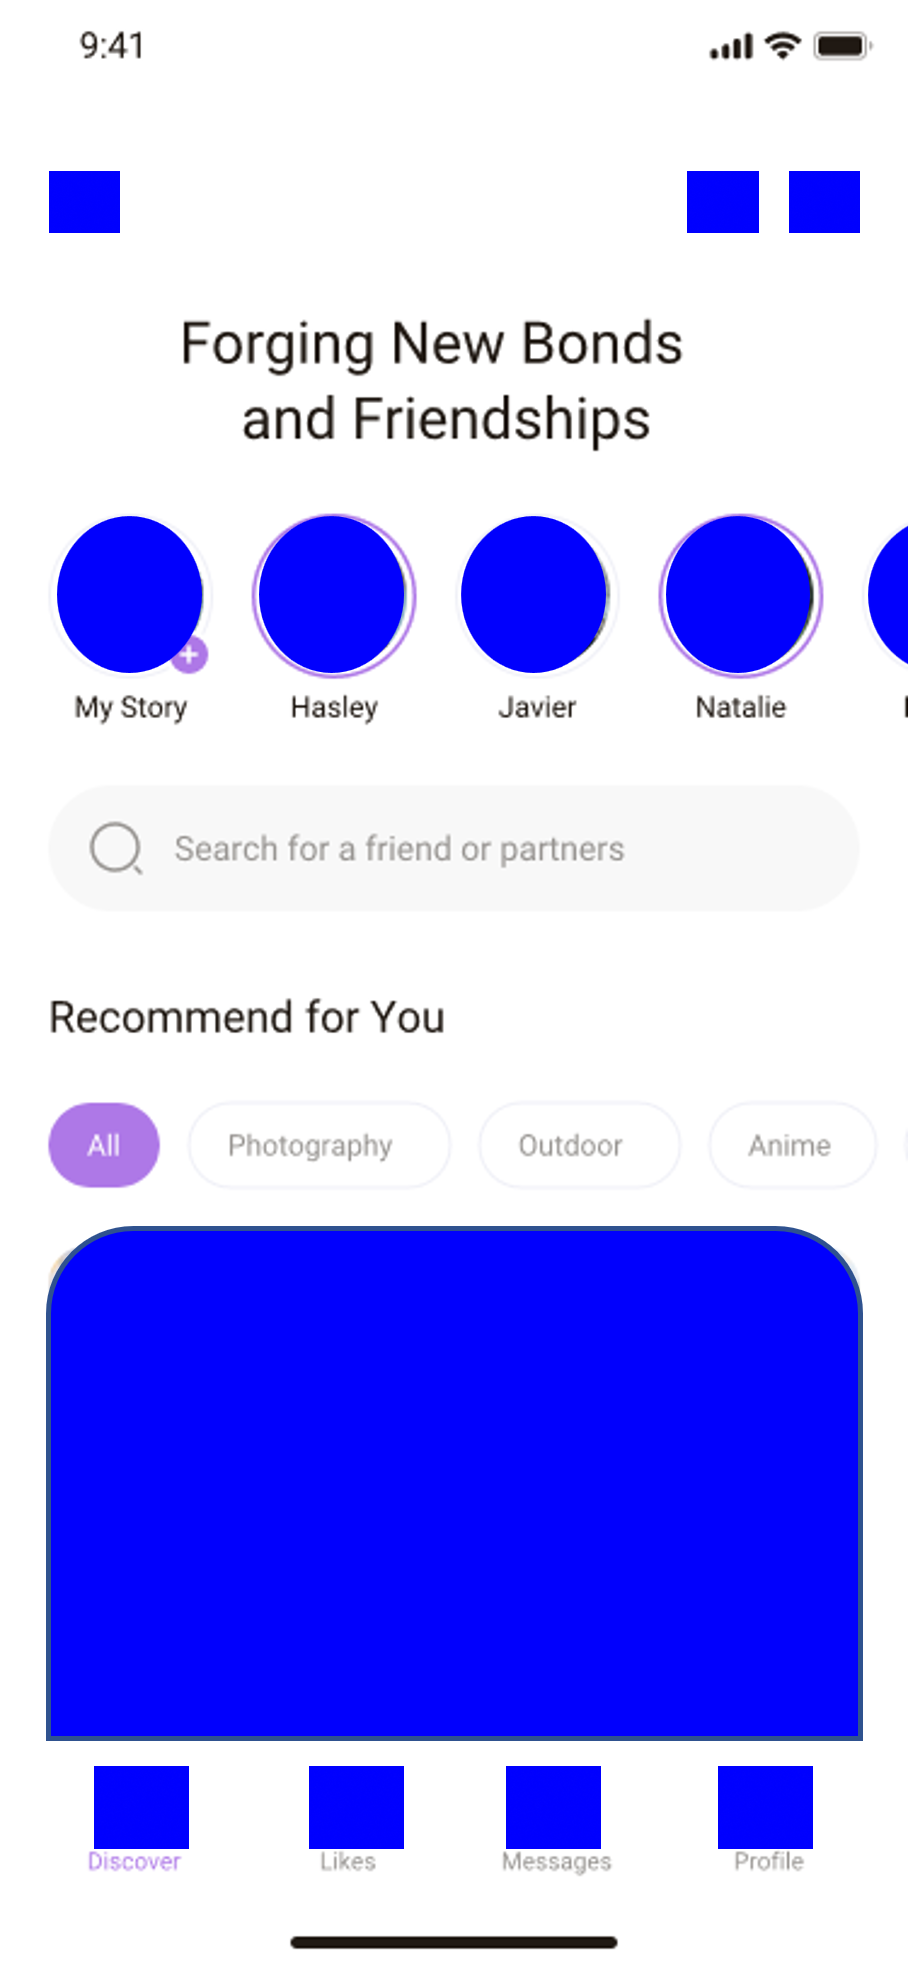 9:41
Forging New Bonds
and Friendships
My Story
Hasley
Javier
Natalie
Search for a friend or partners
Recommend for You
All
Photography
Outdoor
Anime
Discover
Likes
Messages
Profile